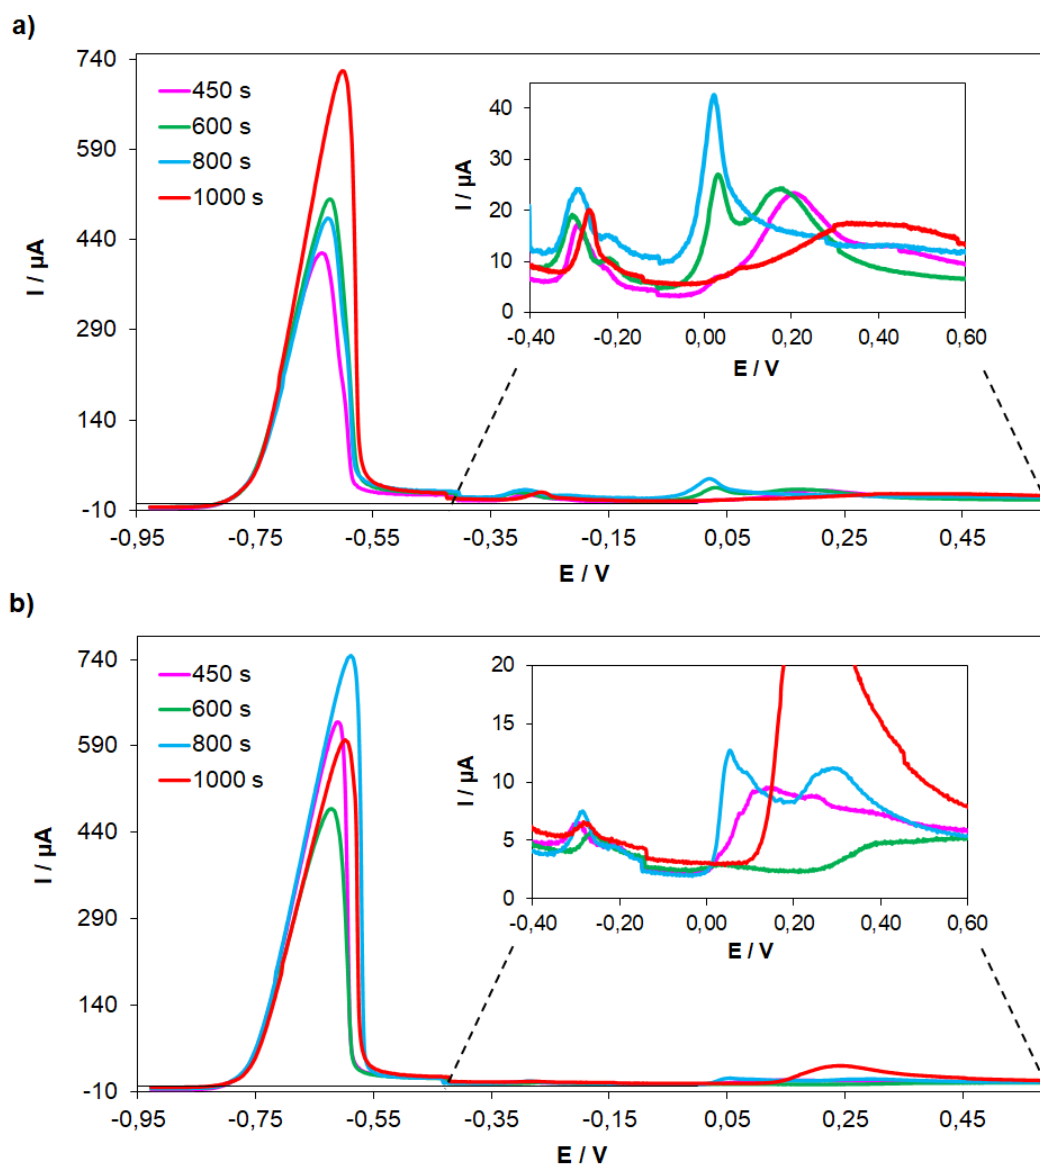 a)
740
590
440
290
140
-10
I / µA
450 s
600 s
800 s
1000 s
40
30
20
10
0
I / µA
-0,40
-0,20
0,00
0,20
0,40
0,60
E / V
-0,95
-0,75
-0,55
-0,35
-0,15
0,05
0,25
0,45
E / V
b)
740
590
440
290
140
-10
I / µA
450 s
600 s
800 s
1000 s
20
15
10
5
0
I / µA
-0,40
-0,20
0,00
0,20
0,40
0,60
E / V
-0,95
-0,75
-0,55
-0,35
-0,15
0,05
0,25
0,45
E / V